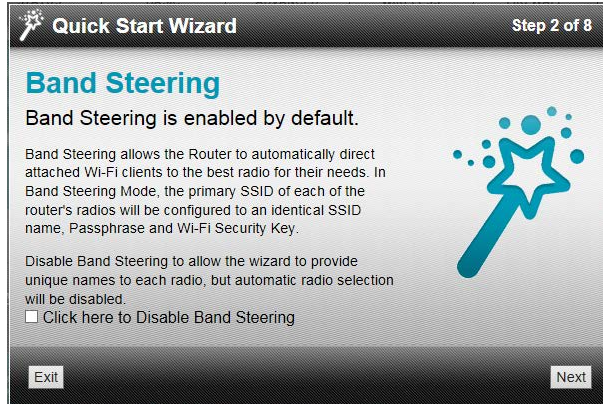 Quick Start Wizard
Step 2 of 8
Band Steering
Band Steering is enabled by default.
Band Steering allows the Router to automatically direct
attached Wi-Fi clients to the best radio for their needs. In
Band Steering Mode, the primary SSID of each of the
router's radios will be configured to an identical SSID
name, Passphrase and Wi-Fi Security Key.
Disable Band Steering to allow the wizard to provide
unique names to each radio, but automatic radio selection
will be disabled.
Click here to Disable Band Steering
Exit
Next